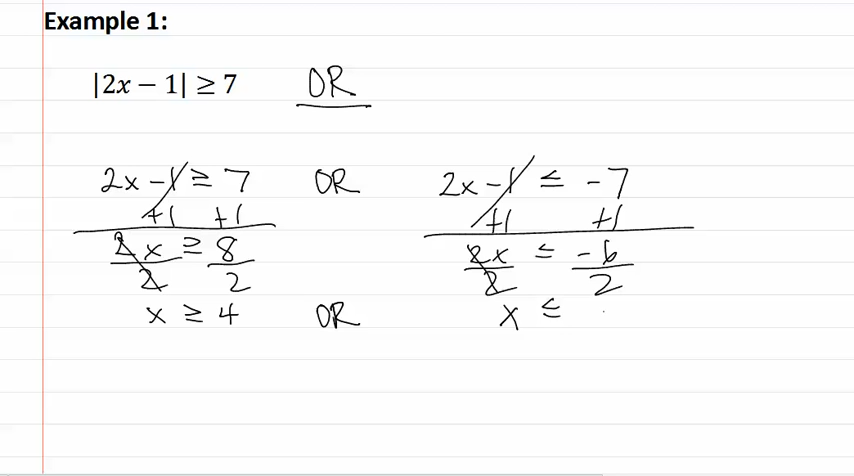 Example 1:
|2x − 1| ≥ 7 OR
2x - 1 ≥ 7 OR 2x - 1 ≤ -7
+1 +1 +1 +1
2x ≥ 8 2x ≤ -6
2 2 2 2
x ≥ 4 OR x ≤